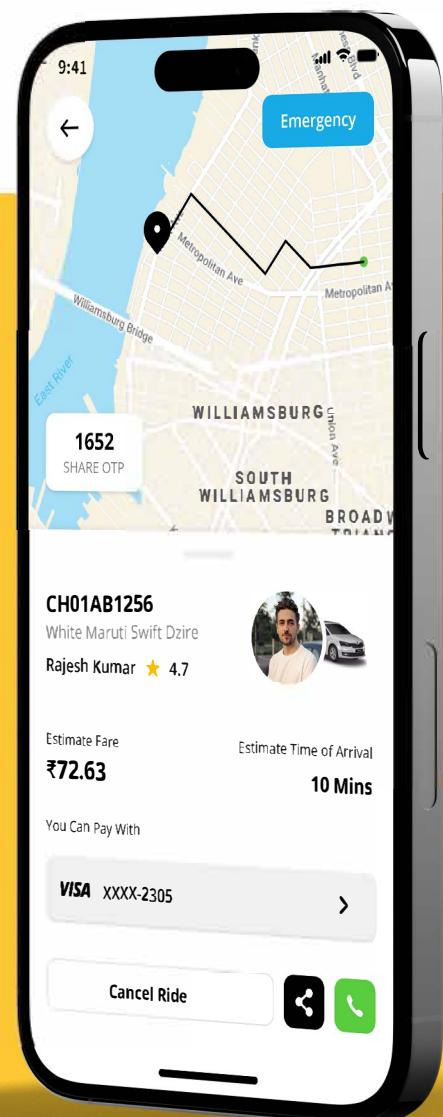 9:41
Emergency
Metropolitan Ave
Metropolitan A
Williamsburg Bridge
East River
WILLIAMSBURG
Union Ave
1652
SHARE OTP
SOUTH
WILLIAMSBURG
BROADW
CH01AB1256
White Maruti Swift Dzire
Rajesh Kumar ★ 4.7
Estimate Fare
₹72.63
Estimate Time of Arrival
10 Mins
You Can Pay With
VISA XXXX-2305
Cancel Ride